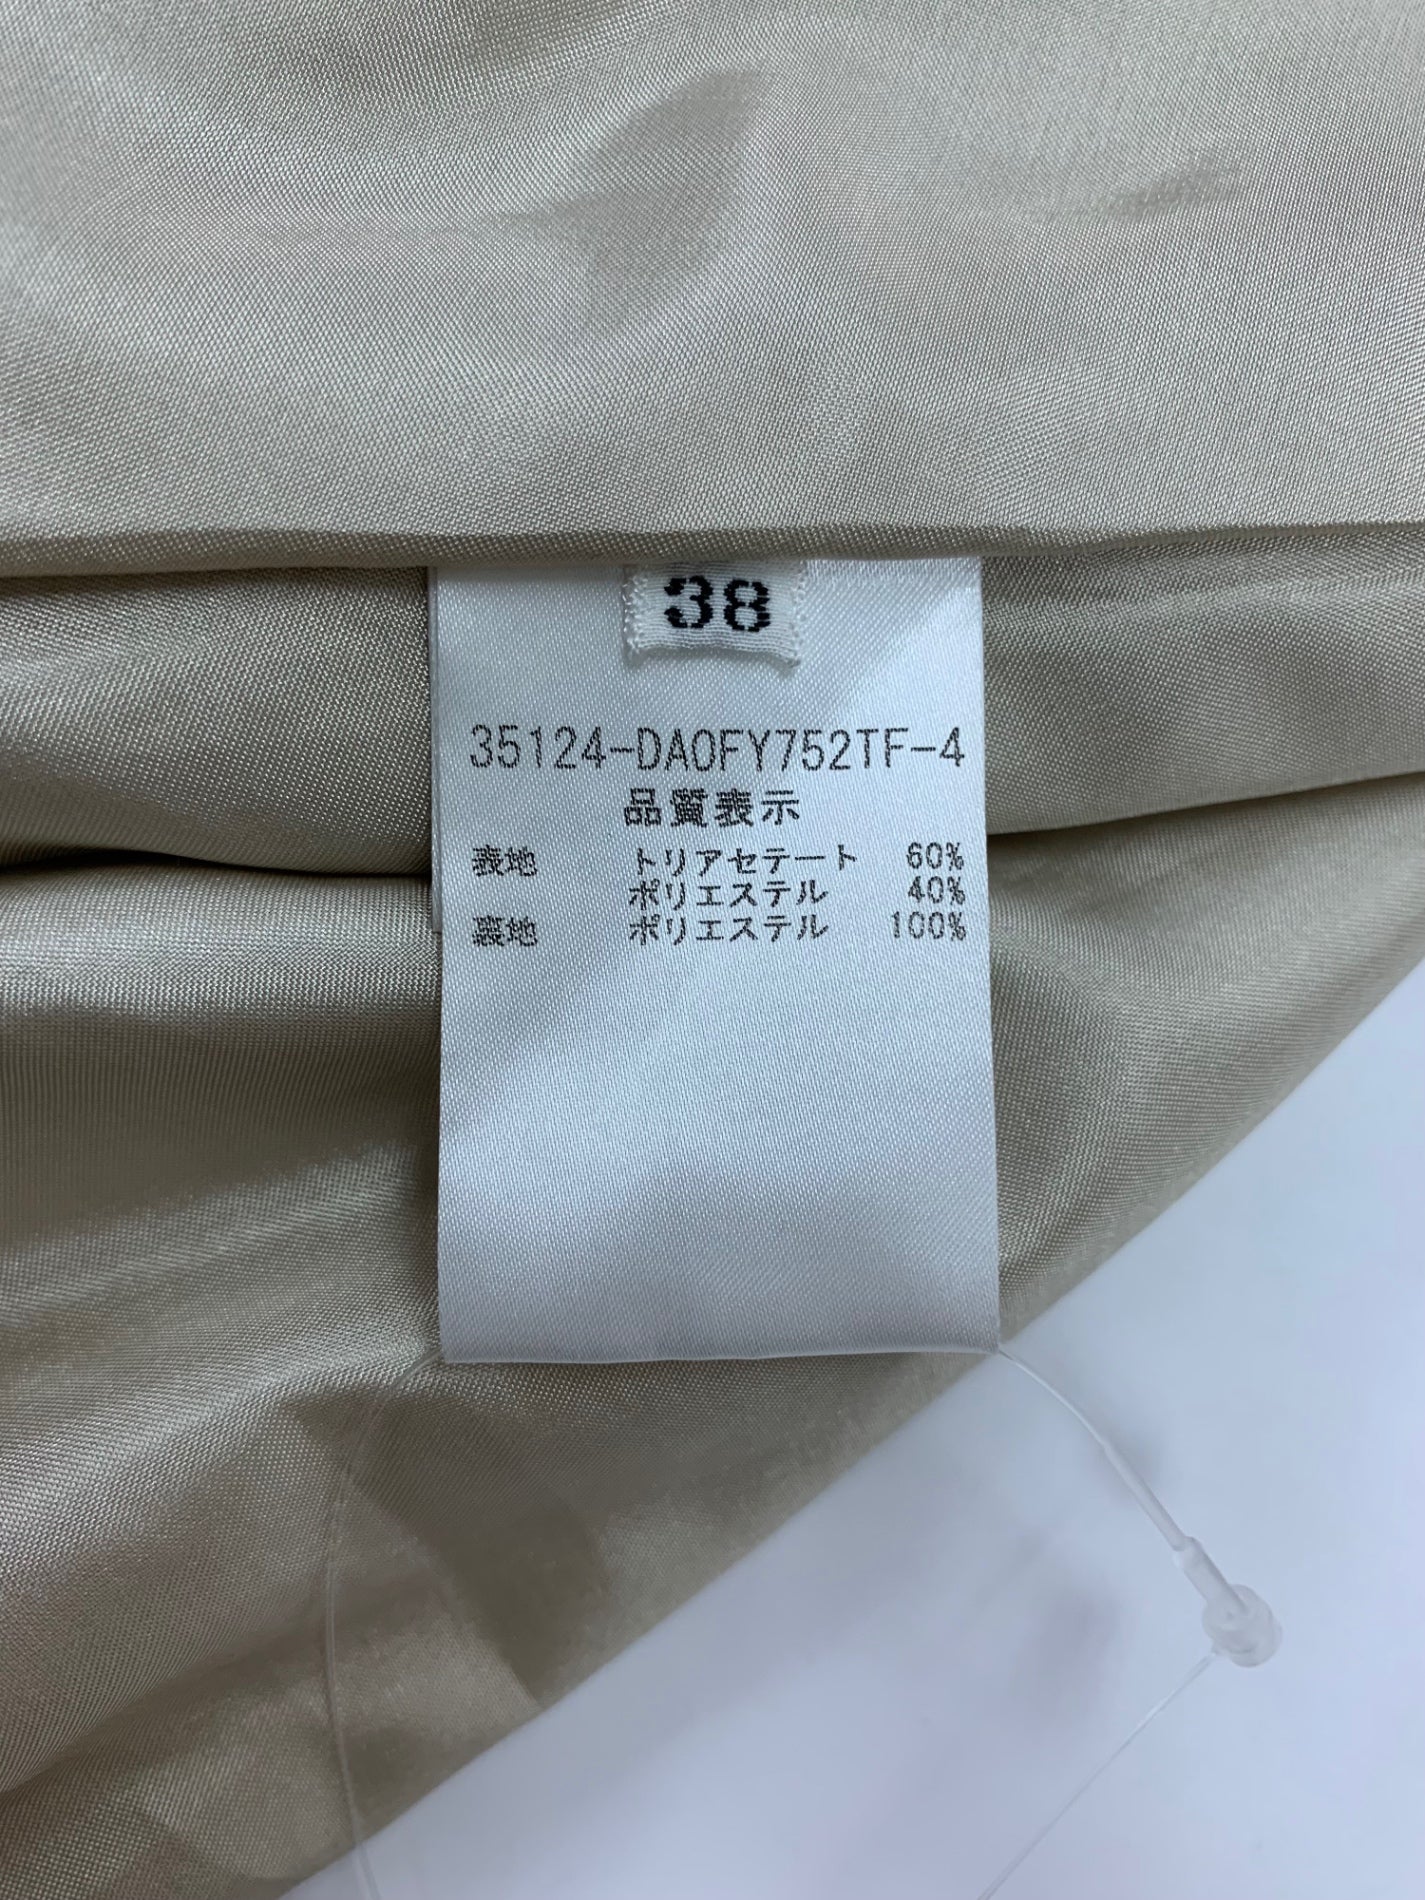 38
35124-DA0FY752TF-4
品質表示
表地 トリアセテート 60%
ポリエステル 40%
裏地 ポリエステル 100%